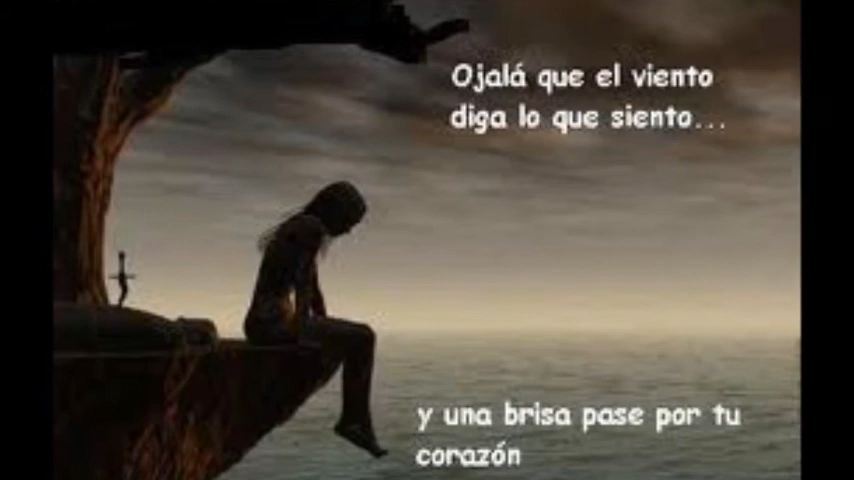 Ojalá que el viento
diga lo que siento...
y una brisa pase por tu
corazón